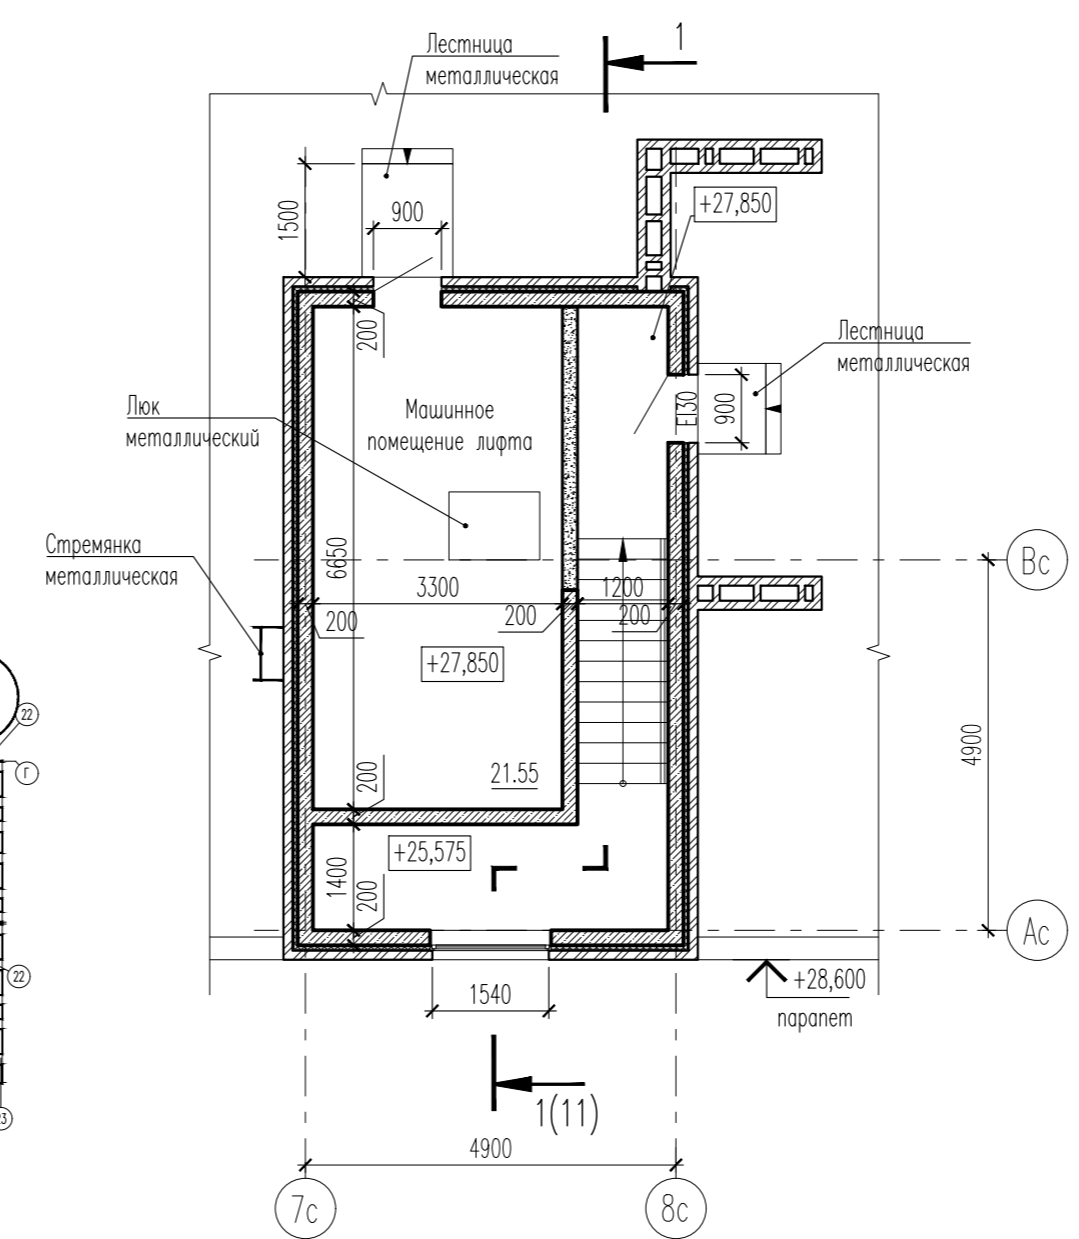 Лестница
металлическая
1
+27,850
1500
900
200
Лестница
металлическая
EI30
900
Люк
металлический
Машинное
помещение лифта
Стремянка
металлическая
6650
3300
1200
200
200
200
Вс
+27,850
4900
22
Г
200
21.55
+25,575
1400
200
Ас
22
+28,600
парапет
1540
1(11)
4900
7с
8с